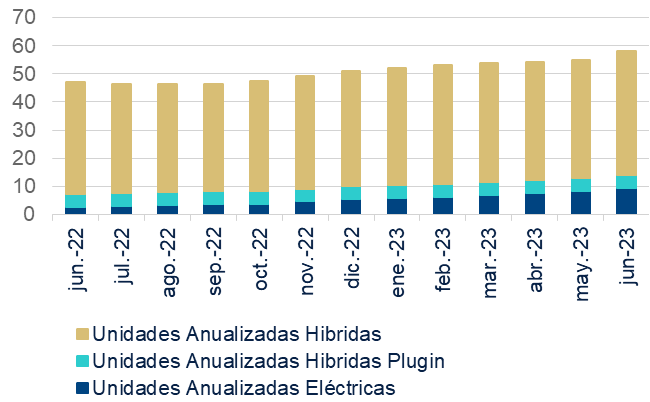 70
60
50
40
30
20
10
0
jun.-22
jul.-22
ago.-22
sep.-22
oct.-22
nov.-22
dic.-22
ene.-23
feb.-23
mar.-23
abr.-23
may.-23
jun-23
Unidades Anualizadas Hibridas
Unidades Anualizadas Hibridas Plugin
Unidades Anualizadas Eléctricas